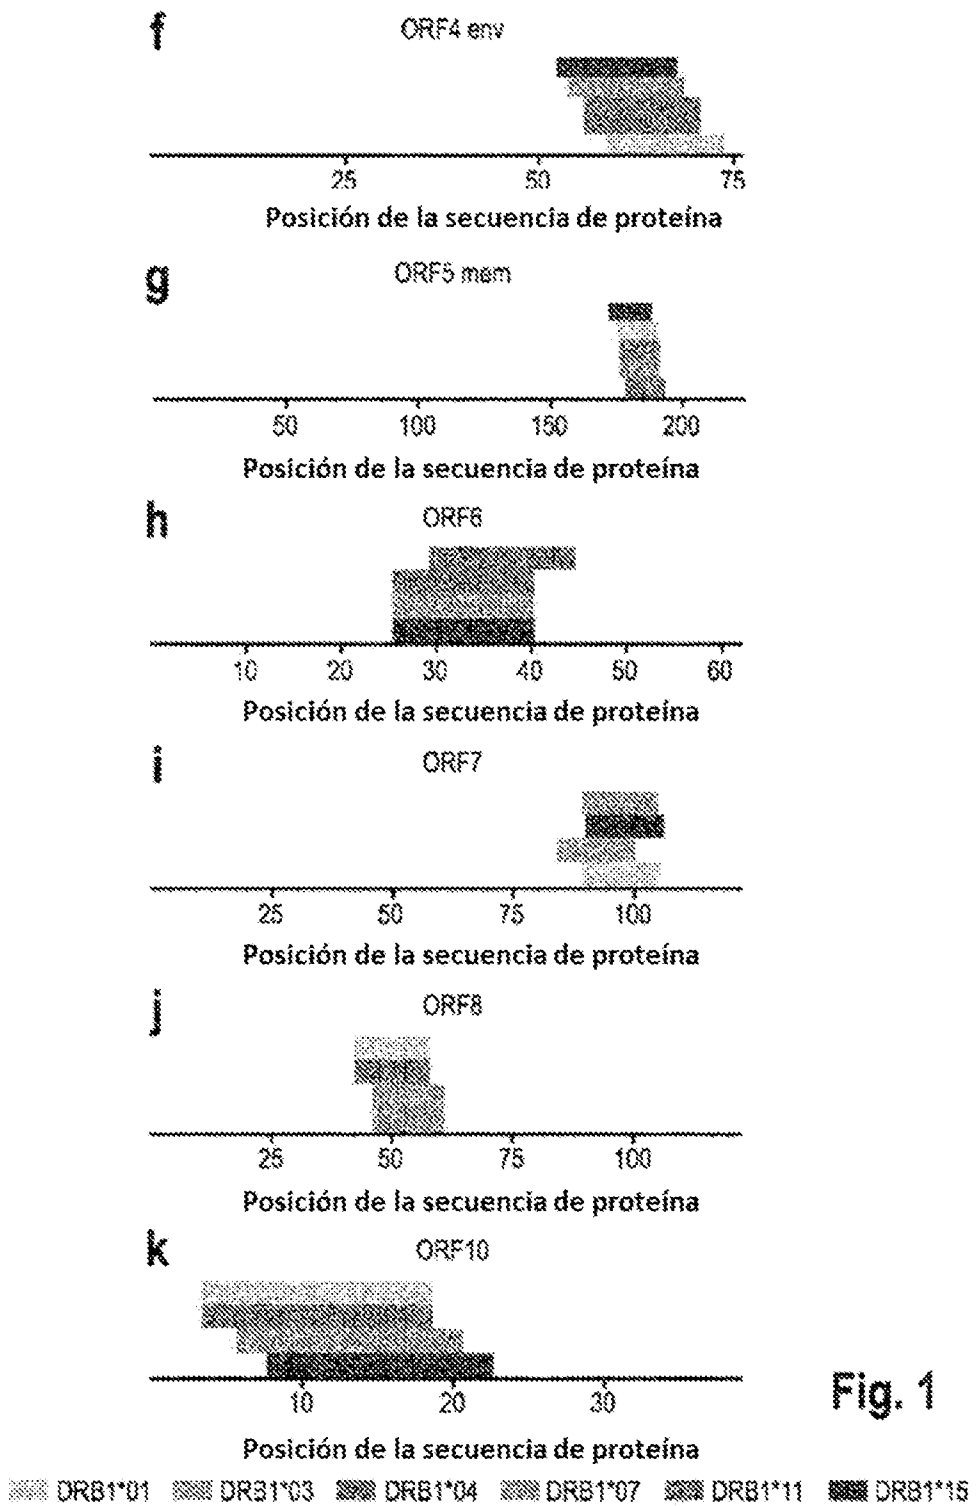 f
ORF4 env
25 50 75
Posición de la secuencia de proteína
g
ORF5 mem
50 100 150 200
Posición de la secuencia de proteína
h
ORF6
10 20 30 40 50 60
Posición de la secuencia de proteína
i
ORF7
25 50 75 100
Posición de la secuencia de proteína
j
ORF8
25 50 75 100
Posición de la secuencia de proteína
k
ORF10
10 20 30
Fig. 1
Posición de la secuencia de proteína
DRB1*01 DRB1*03 DRB1*04 DRB1*07 DRB1*11 DRB1*15